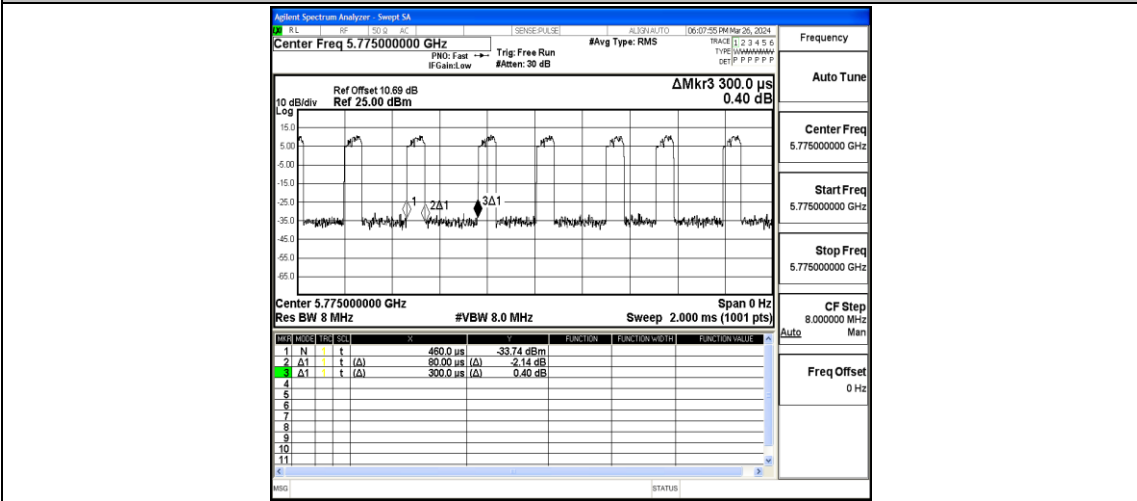 Agilent Spectrum Analyzer - Swept SA
RL RF 50 Ω AC SENSE:PULSE ALIGN AUTO 06:07:55 PM Mar 26, 2024
Center Freq 5.775000000 GHz #Avg Type: RMS TRACE 1 2 3 4 5 6
PNO: Fast Trig: Free Run TYPE
IFGain:Low #Atten: 30 dB DET P P P P P P
Frequency
Auto Tune
ΔMkr3 300.0 µs
0.40 dB
Ref Offset 10.69 dB
10 dB/div Ref 25.00 dBm
Log
15.0
5.00
-5.00
-15.0
-25.0
-35.0
-45.0
-55.0
-65.0
1
2Δ1
3Δ1
Center 5.775000000 GHz Span 0 Hz
Res BW 8 MHz #VBW 8.0 MHz Sweep 2.000 ms (1001 pts)
Center Freq
5.775000000 GHz
Start Freq
5.775000000 GHz
Stop Freq
5.775000000 GHz
CF Step
8.000000 MHz
Auto Man
Freq Offset
0 Hz
MKR MODE TRC SCL X Y FUNCTION FUNCTION WIDTH FUNCTION VALUE
1 N 1 t 460.0 µs -33.74 dBm
2 Δ1 1 t (Δ) 80.00 µs (Δ) -2.14 dB
3 Δ1 1 t (Δ) 300.0 µs (Δ) 0.40 dB
4
5
6
7
8
9
10
11
MSG STATUS